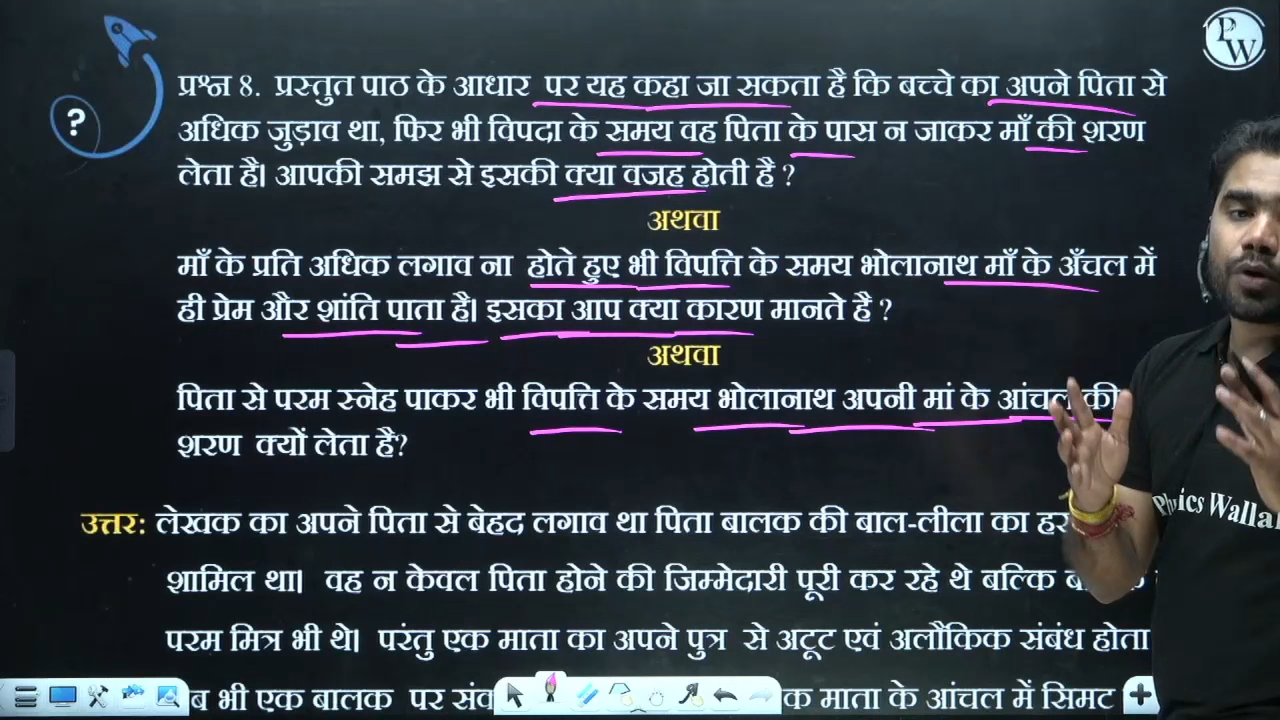 PW
?
प्रश्न 8. प्रस्तुत पाठ के आधार पर यह कहा जा सकता है कि बच्चे का अपने पिता से
अधिक जुड़ाव था, फिर भी विपदा के समय वह पिता के पास न जाकर माँ की शरण
लेता है। आपकी समझ से इसकी क्या वजह होती है ?
अथवा
माँ के प्रति अधिक लगाव ना होते हुए भी विपत्ति के समय भोलानाथ माँ के अँचल में
ही प्रेम और शांति पाता है। इसका आप क्या कारण मानते है ?
अथवा
पिता से परम स्नेह पाकर भी विपत्ति के समय भोलानाथ अपनी मां के आंचल की
शरण क्यों लेता है?
उत्तर: लेखक का अपने पिता से बेहद लगाव था पिता बालक की बाल-लीला का हर
शामिल था। वह न केवल पिता होने की जिम्मेदारी पूरी कर रहे थे बल्कि
परम मित्र भी थे। परंतु एक माता का अपने पुत्र से अटूट एवं अलौकिक संबंध होता
भी एक बालक पर माता के आंचल में सिमट